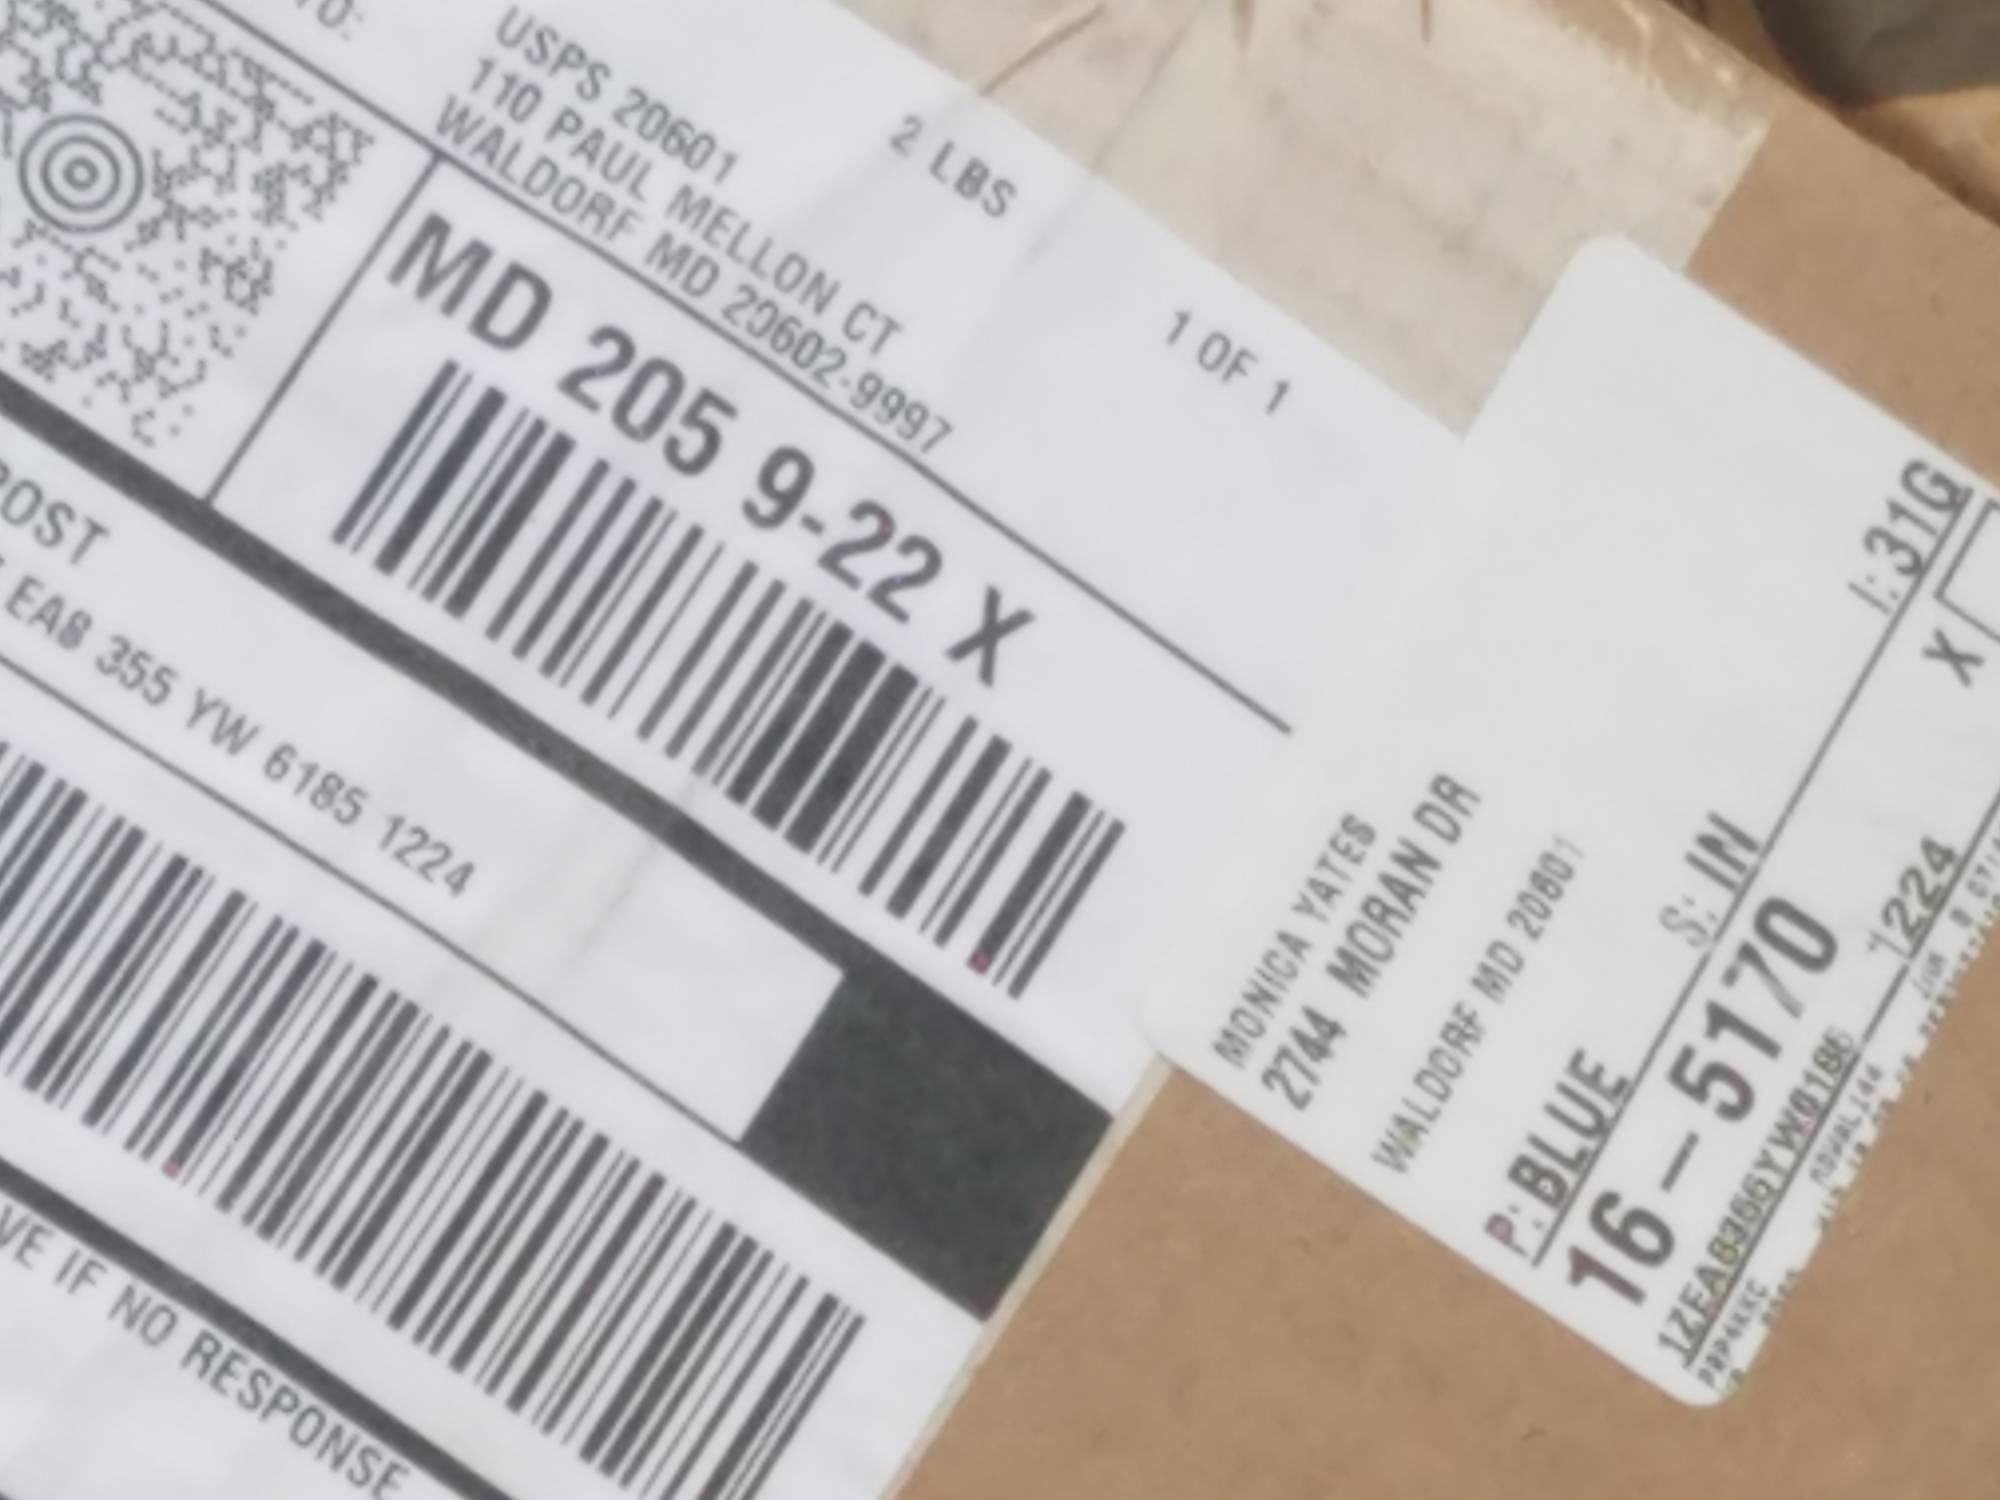 TO:
USPS 20601
110 PAUL MELLON CT
WALDORF MD 20602-9997
2 LBS
1 OF 1
MD 205 9-22 X
POST
EA8 355 YW 6185 1224
VE IF NO RESPONSE
MONICA YATES
2744 MORAN DR
WALDORF MD 20601
P: BLUE S: IN I: 31G
16-5170 X
1224